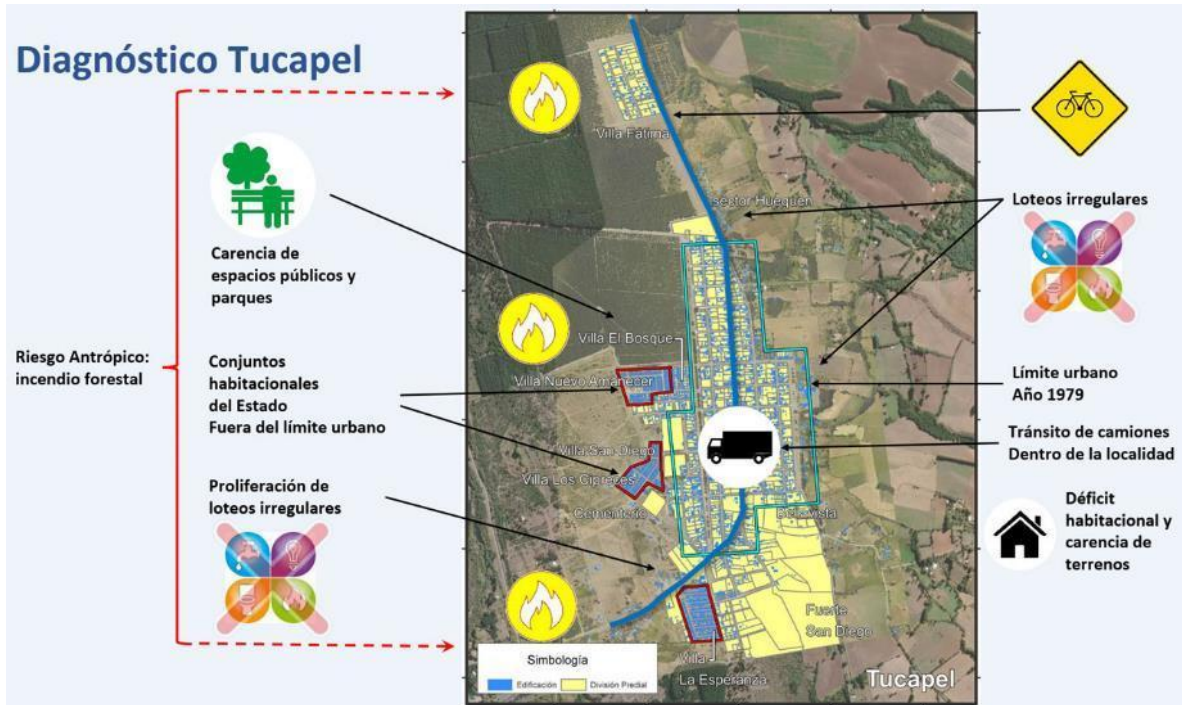 Diagnóstico Tucapel
Carencia de
espacios públicos y
parques
Riesgo Antrópico:
incendio forestal
Conjuntos
habitacionales
del Estado
Fuera del límite urbano
Proliferación de
loteos irregulares
Villa Fátima
Sector Huequén
Villa El Bosque
Villa Nuevo Amanecer
Villa San Diego
Villa Los Cipreces
Cementerio
Bellavista
Fuerte
San Diego
Villa
La Esperanza
Tucapel
Simbología
Edificación
División Predial
Loteos irregulares
Límite urbano
Año 1979
Tránsito de camiones
Dentro de la localidad
Déficit
habitacional y
carencia de
terrenos